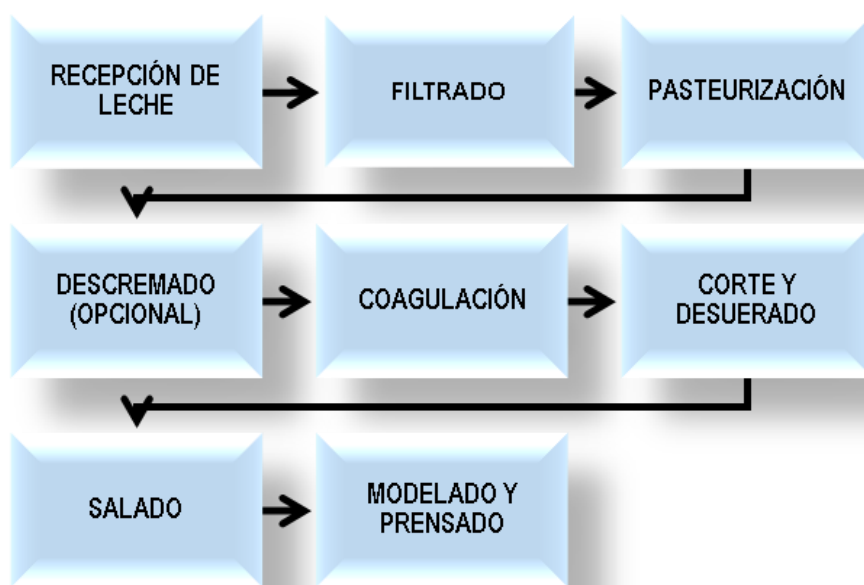 RECEPCIÓN DE
LECHE
FILTRADO
PASTEURIZACIÓN
DESCREMADO
(OPCIONAL)
COAGULACIÓN
CORTE Y
DESUERADO
SALADO
MODELADO Y
PRENSADO